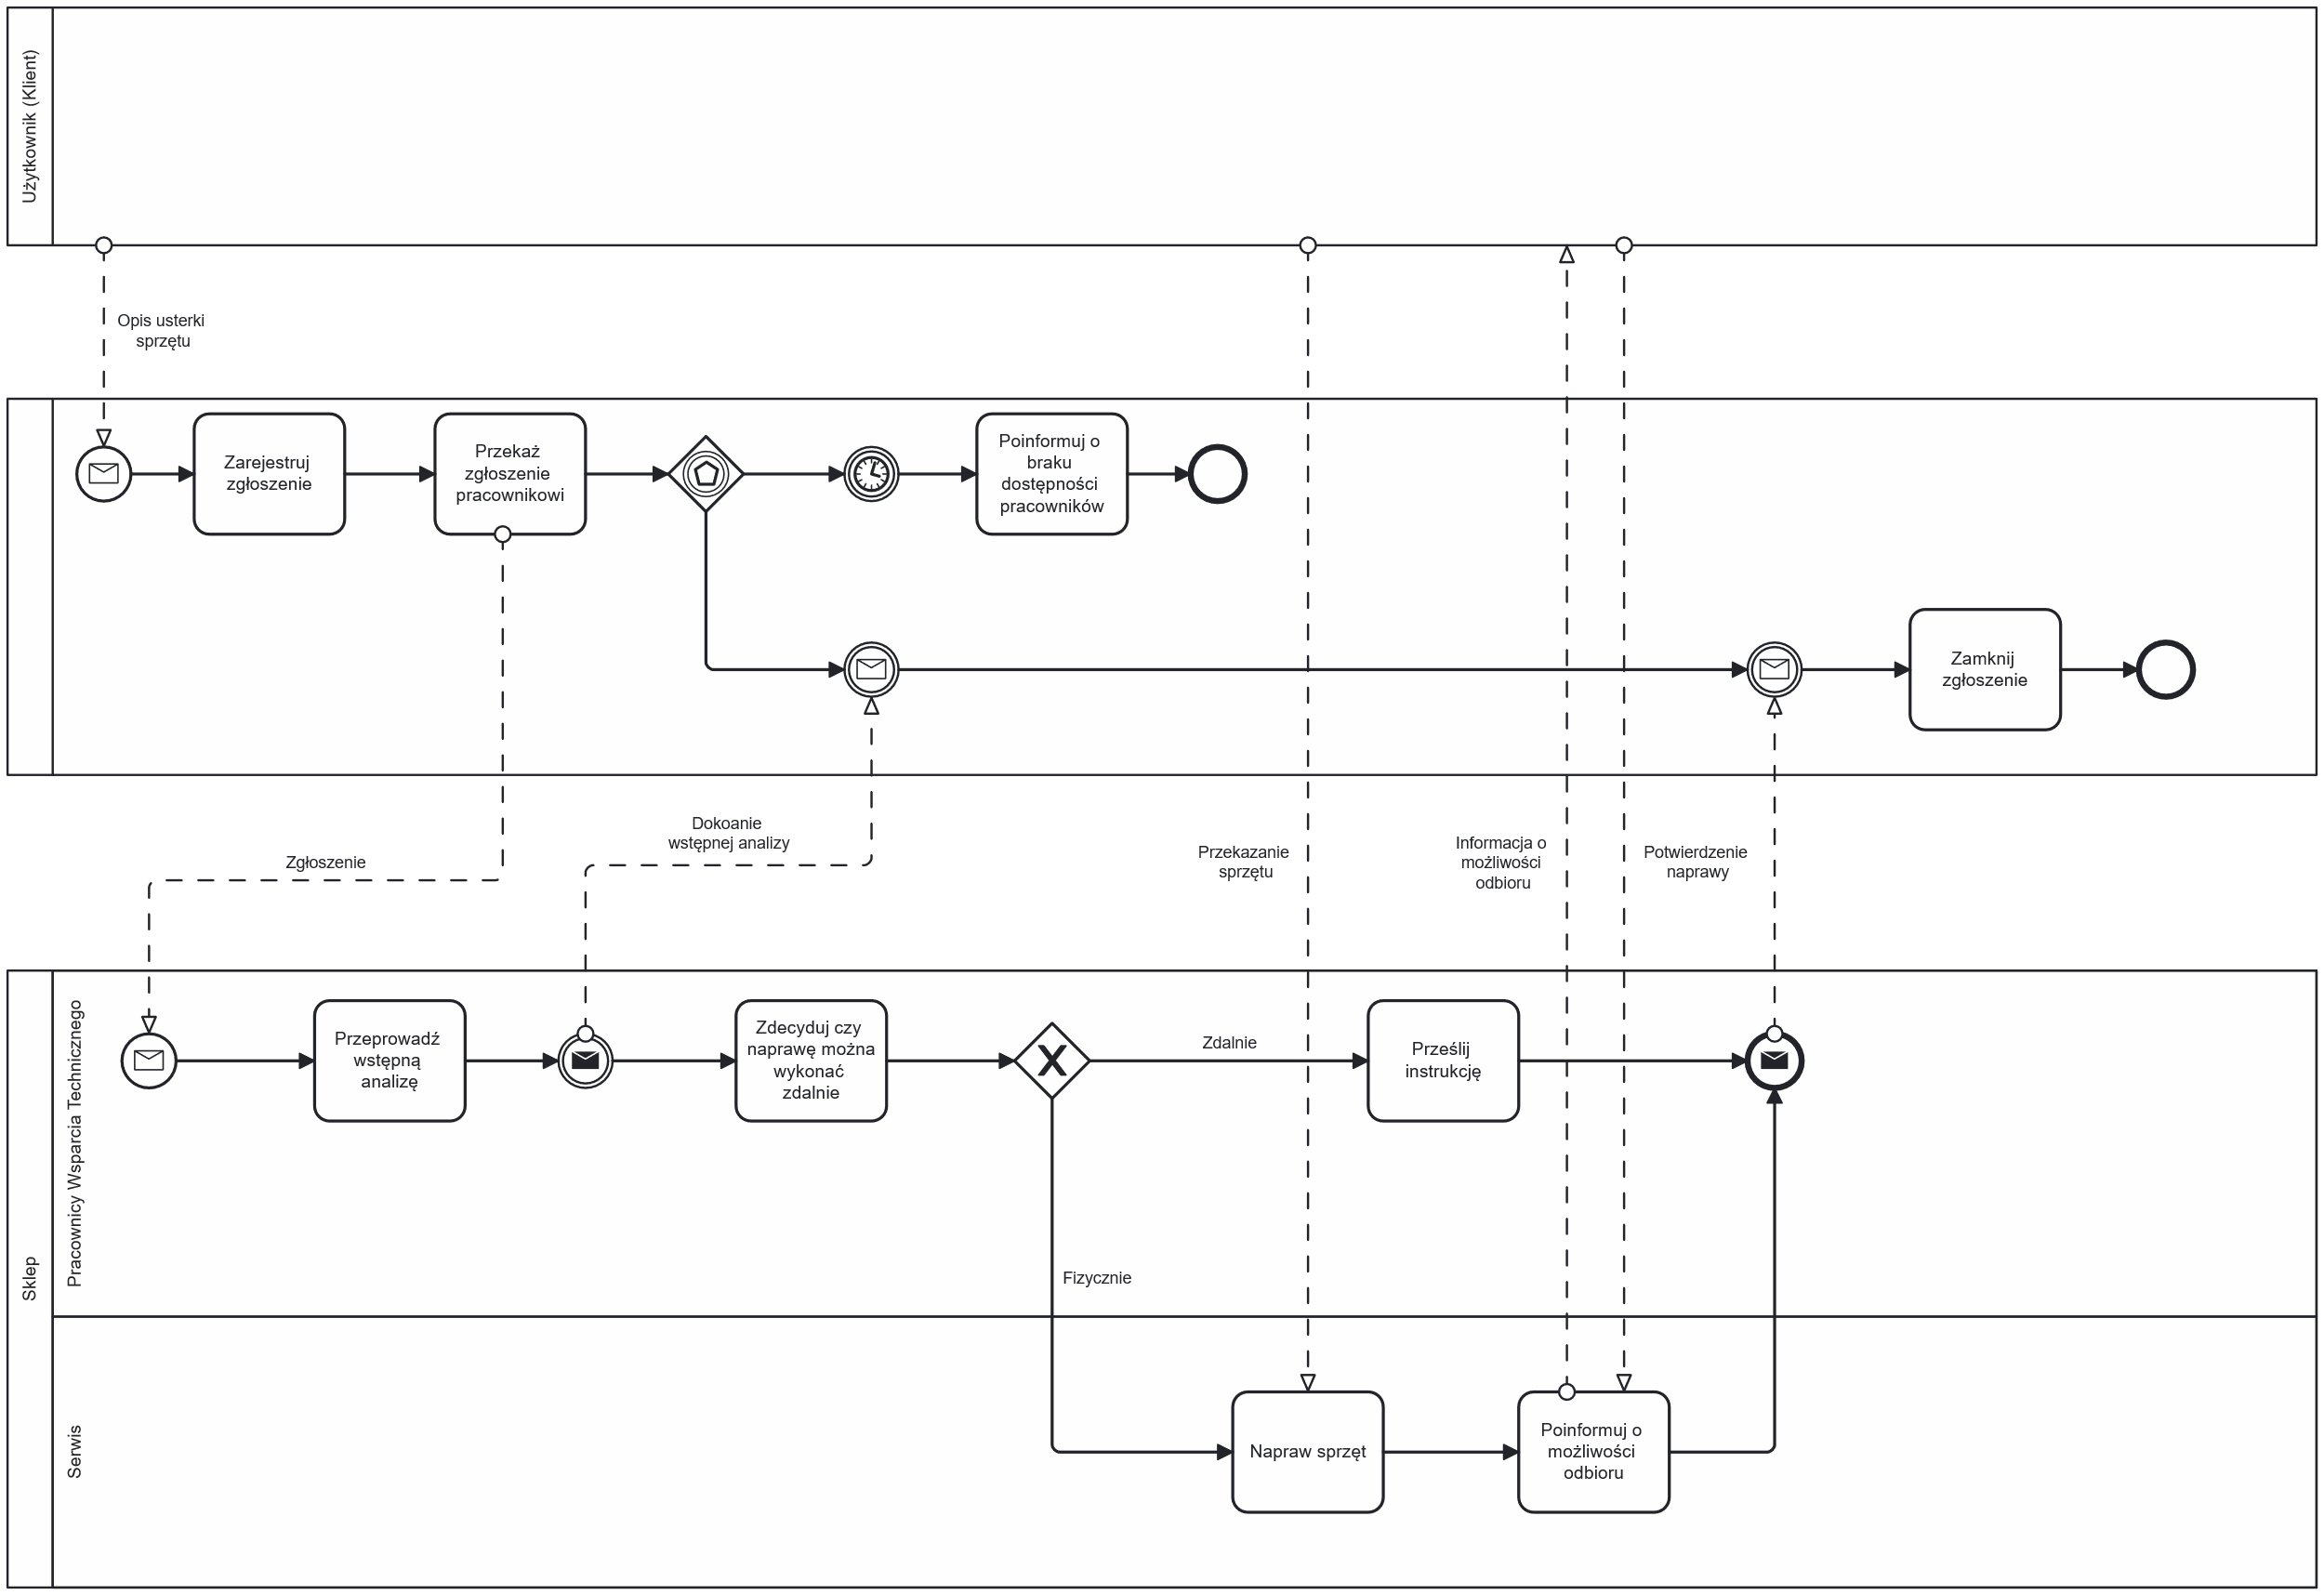 Użytkownik (Klient)
Opis usterki
sprzętu
Zarejestruj
zgłoszenie
Przekaż
zgłoszenie
pracownikowi
Poinformuj o
braku
dostępności
pracowników
Zamknij
zgłoszenie
Zgłoszenie
Dokoanie
wstępnej analizy
Przekazanie
sprzętu
Informacja o
możliwości
odbioru
Potwierdzenie
naprawy
Sklep
Pracownicy Wsparcia Technicznego
Przeprowadź
wstępną
analizę
Zdecyduj czy
naprawę można
wykonać
zdalnie
Zdalnie
Prześlij
instrukcję
Fizycznie
Serwis
Napraw sprzęt
Poinformuj o
możliwości
odbioru